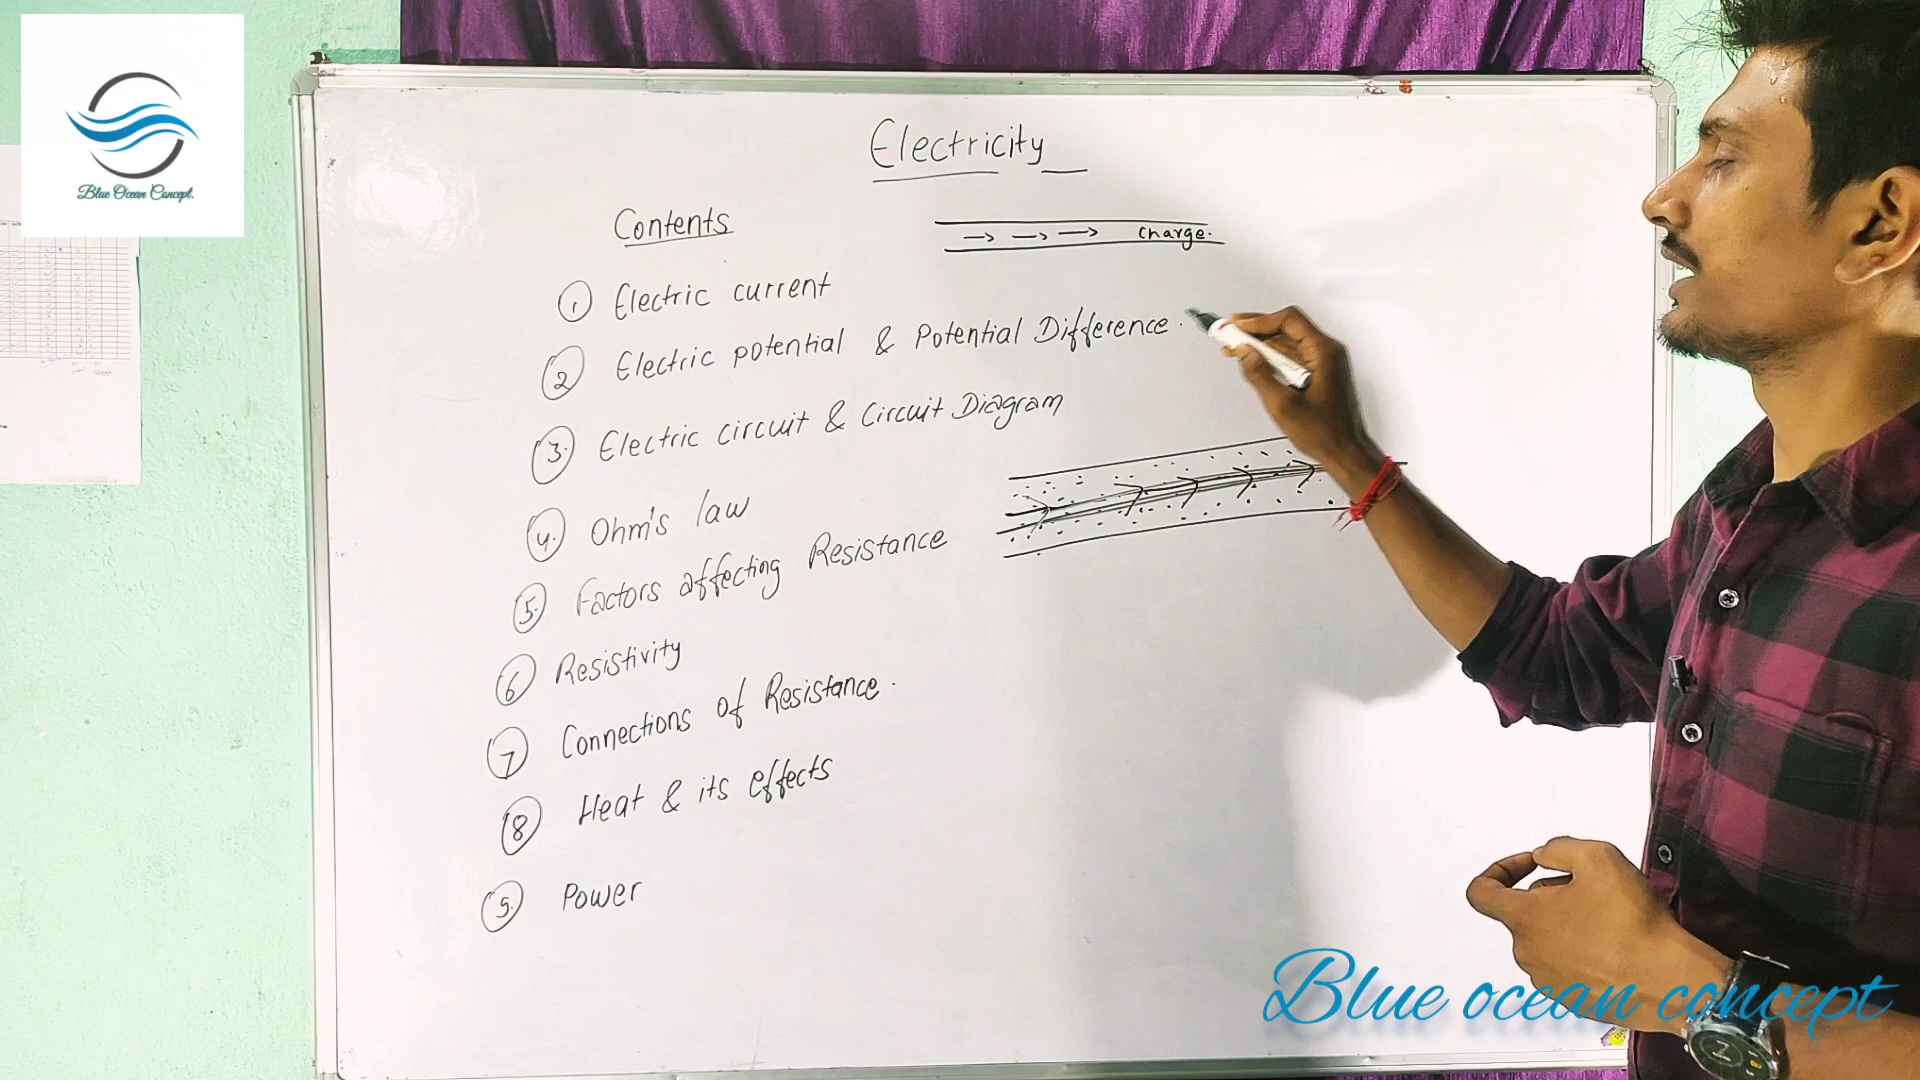 Blue Ocean Concept.
Electricity
Contents
charge.
① Electric current
② Electric potential & Potential Difference.
③ Electric circuit & Circuit Diagram
④ Ohm's law
⑤ Factors affecting Resistance
⑥ Resistivity
⑦ Connections of Resistance.
⑧ Heat & its effects
⑨ Power
Blue ocean concept